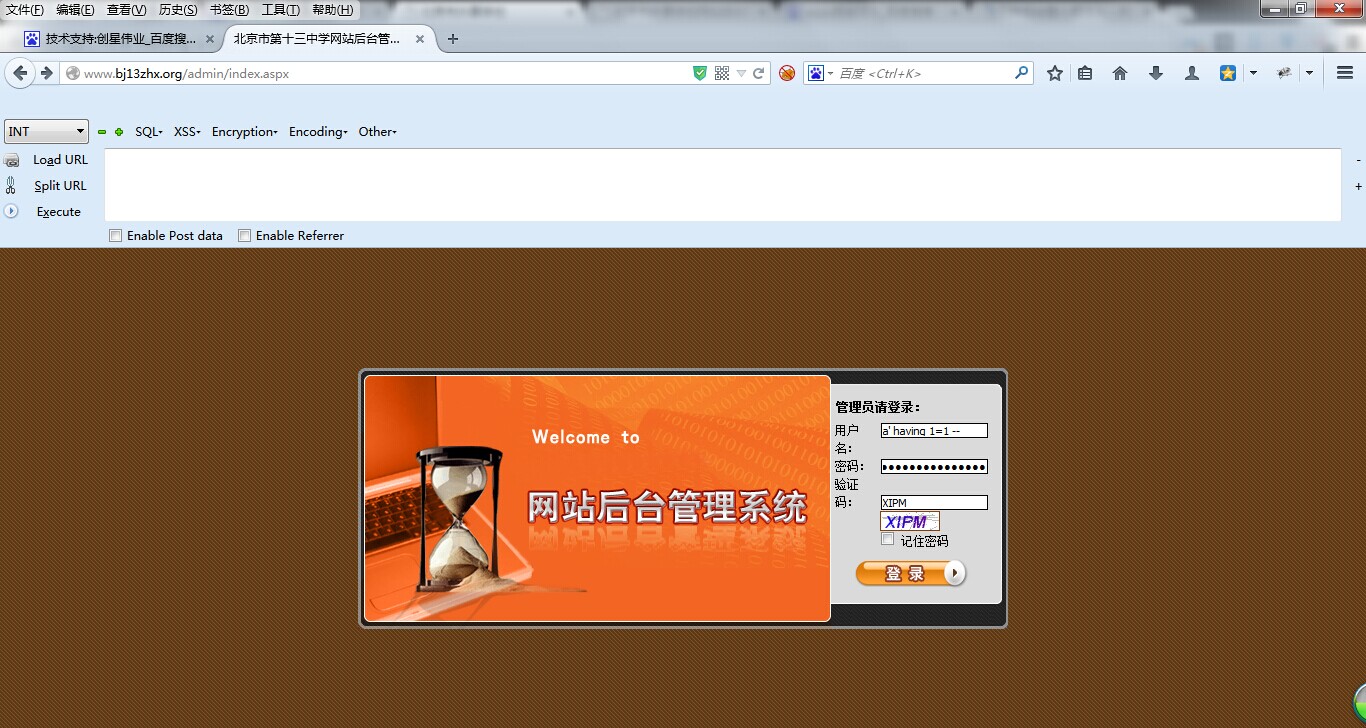 文件(F) 编辑(E) 查看(V) 历史(S) 书签(B) 工具(T) 帮助(H)
技术支持:创星伟业_百度搜... × 北京市第十三中学网站后台管... × +
www.bj13zhx.org/admin/index.aspx 百度 <Ctrl+K>
INT SQL XSS Encryption Encoding Other
Load URL
Split URL
Execute
Enable Post data Enable Referrer
Welcome to
网站后台管理系统
管理员请登录：
用户名： a' having 1=1 --
密码： ●●●●●●●●●●●●●●●
验证码： XIPM
XIPM
记住密码
登 录